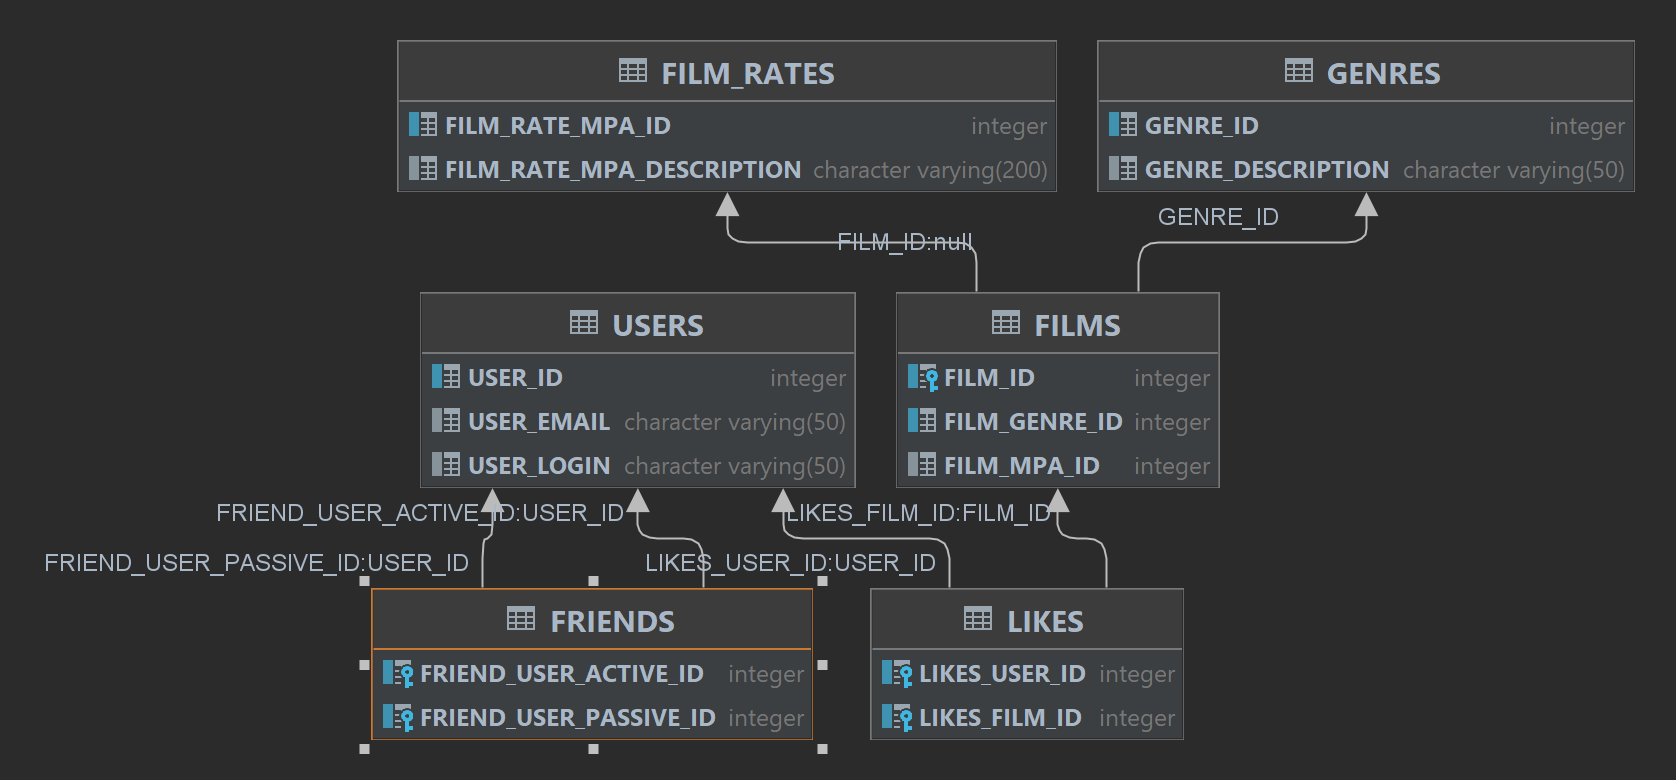 FILM_RATES
FILM_RATE_MPA_ID integer
FILM_RATE_MPA_DESCRIPTION character varying(200)
GENRES
GENRE_ID integer
GENRE_DESCRIPTION character varying(50)
GENRE_ID
FILM_ID:null
USERS
USER_ID integer
USER_EMAIL character varying(50)
USER_LOGIN character varying(50)
FILMS
FILM_ID integer
FILM_GENRE_ID integer
FILM_MPA_ID integer
FRIEND_USER_ACTIVE_ID:USER_ID
LIKES_FILM_ID:FILM_ID
FRIEND_USER_PASSIVE_ID:USER_ID
LIKES_USER_ID:USER_ID
FRIENDS
FRIEND_USER_ACTIVE_ID integer
FRIEND_USER_PASSIVE_ID integer
LIKES
LIKES_USER_ID integer
LIKES_FILM_ID integer